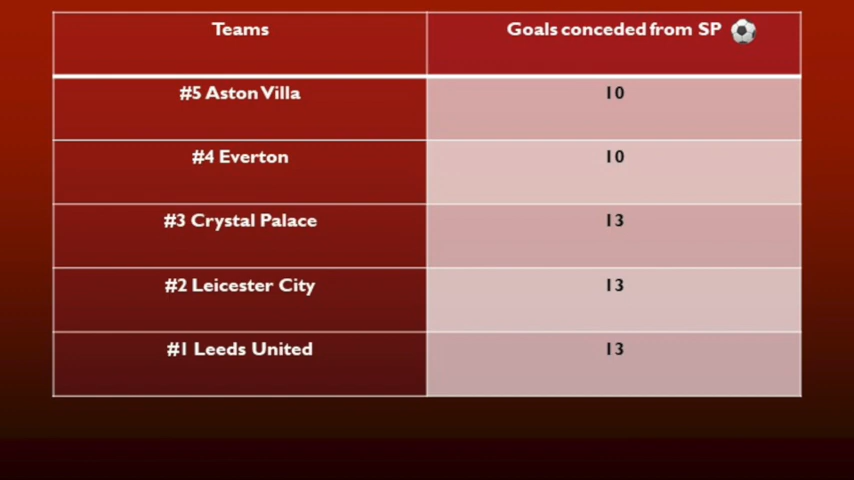 Teams
Goals conceded from SP
#5 Aston Villa
10
#4 Everton
10
#3 Crystal Palace
13
#2 Leicester City
13
#1 Leeds United
13